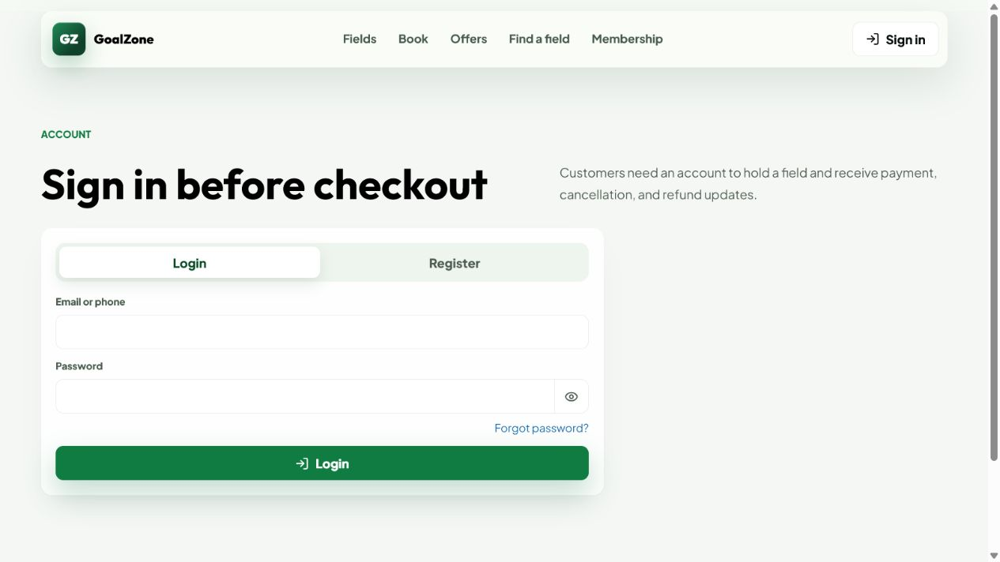 GZ GoalZone Fields Book Offers Find a field Membership Sign in
ACCOUNT
Sign in before checkout
Customers need an account to hold a field and receive payment,
cancellation, and refund updates.
Login Register
Email or phone
Password
Forgot password?
Login